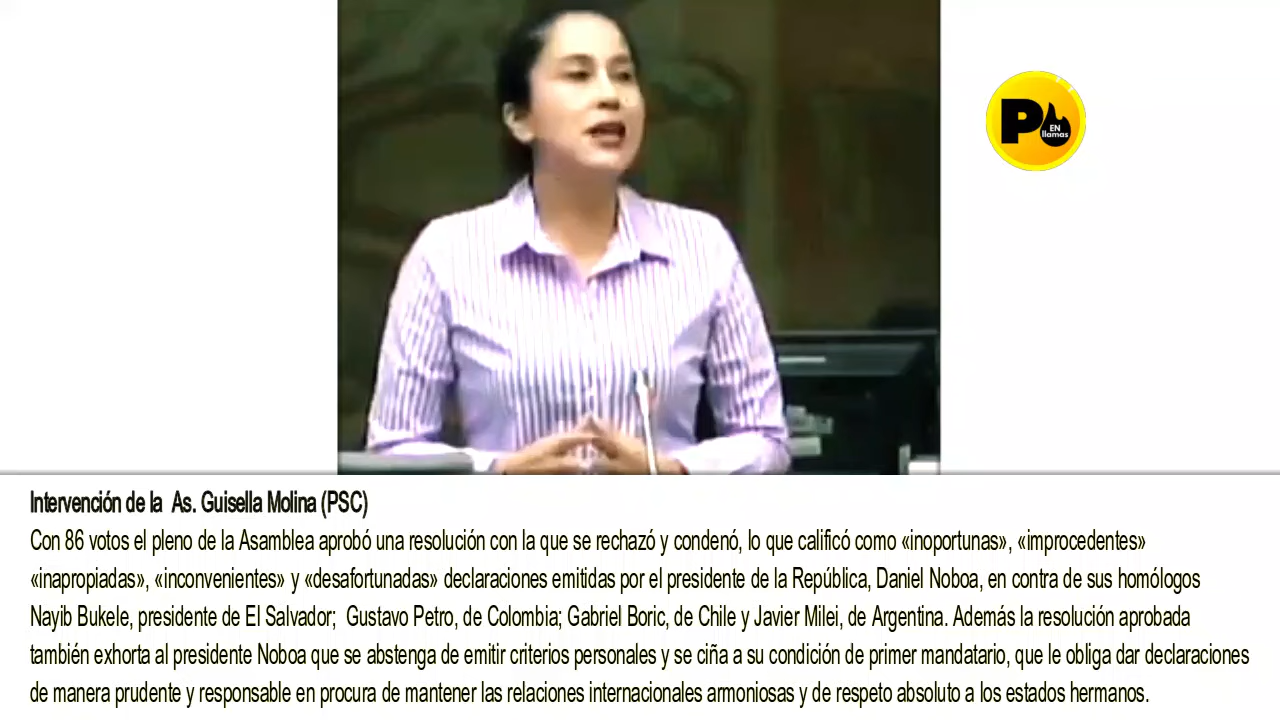 P EN
llamas
Intervención de la As. Guisella Molina (PSC)
Con 86 votos el pleno de la Asamblea aprobó una resolución con la que se rechazó y condenó, lo que calificó como «inoportunas», «improcedentes»
«inapropiadas», «inconvenientes» y «desafortunadas» declaraciones emitidas por el presidente de la República, Daniel Noboa, en contra de sus homólogos
Nayib Bukele, presidente de El Salvador; Gustavo Petro, de Colombia; Gabriel Boric, de Chile y Javier Milei, de Argentina. Además la resolución aprobada
también exhorta al presidente Noboa que se abstenga de emitir criterios personales y se ciña a su condición de primer mandatario, que le obliga dar declaraciones
de manera prudente y responsable en procura de mantener las relaciones internacionales armoniosas y de respeto absoluto a los estados hermanos.